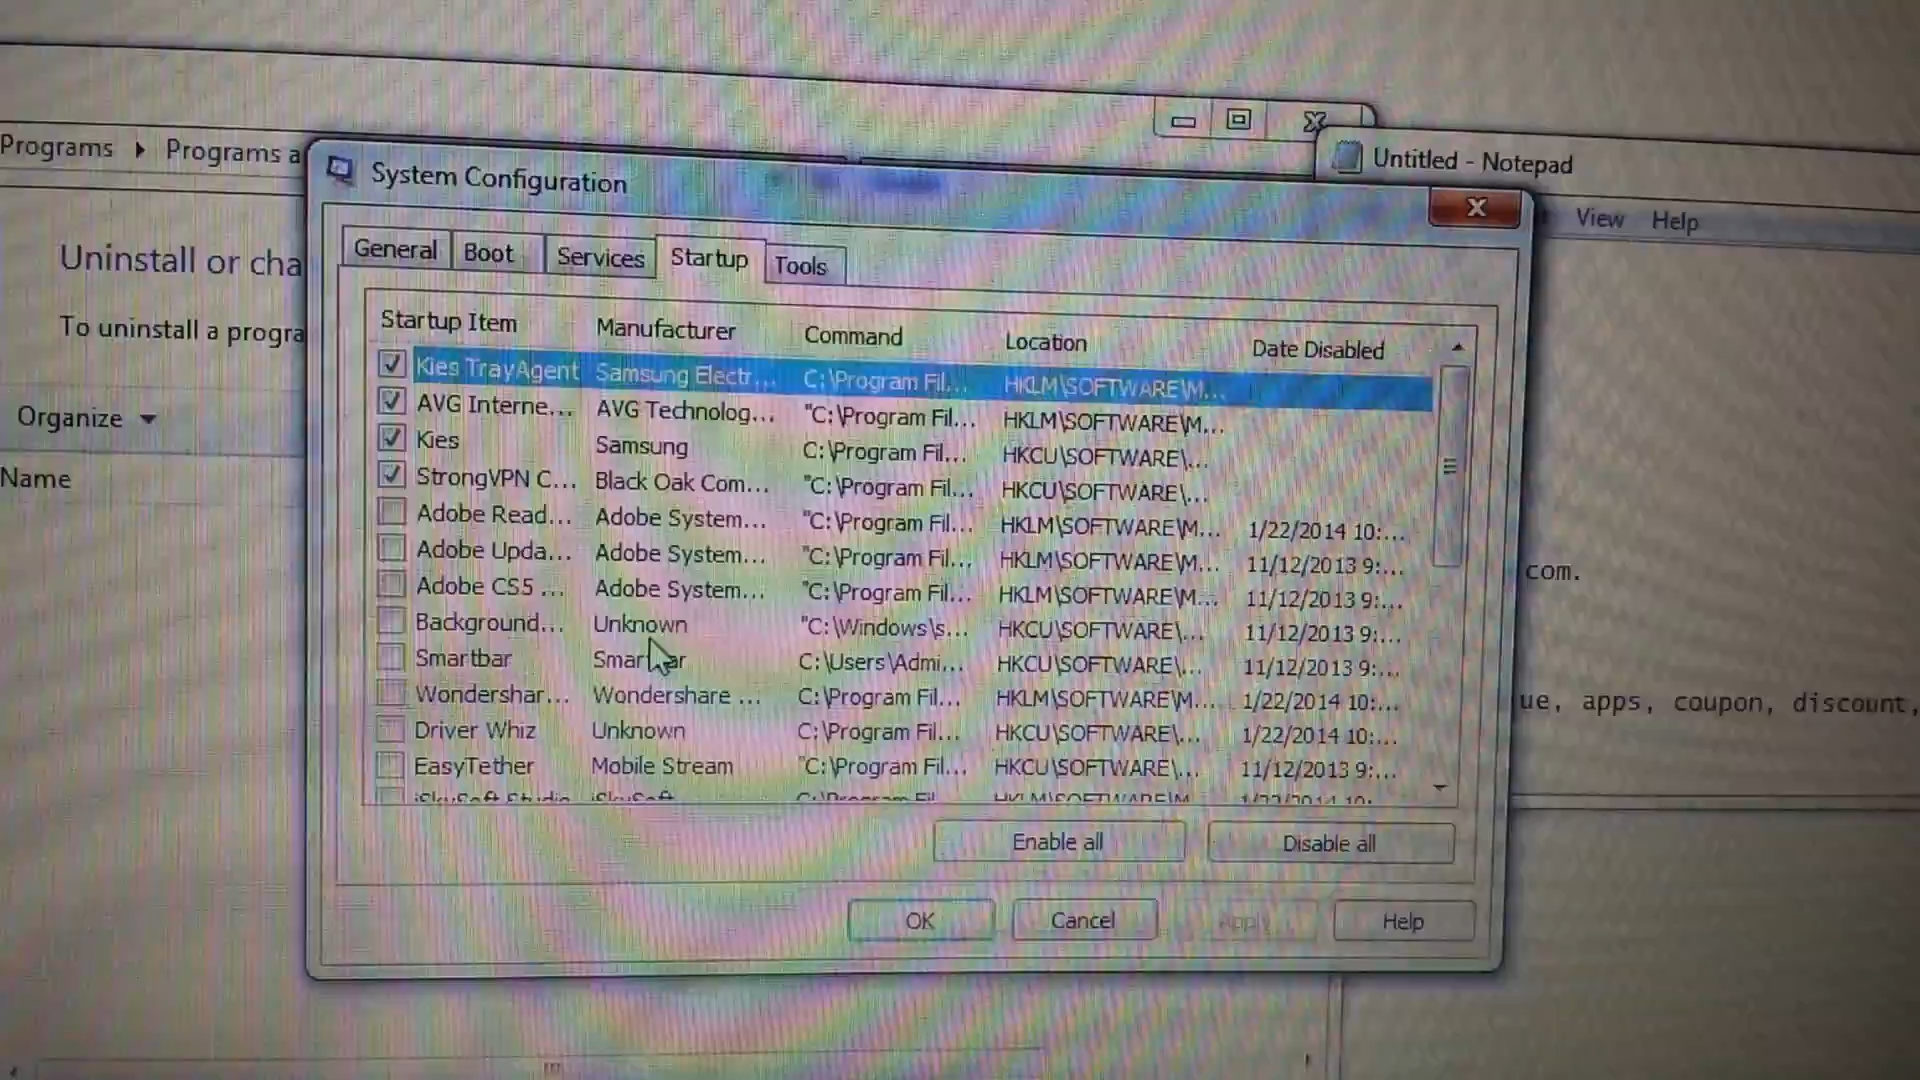 Programs ▸ Programs a
Uninstall or cha
To uninstall a progra
Organize
Name
System Configuration
General Boot Services Startup Tools
Startup Item Manufacturer Command Location Date Disabled
Kies TrayAgent Samsung Electr... C:\Program Fil... HKLM\SOFTWARE\M...
AVG Interne... AVG Technolog... "C:\Program Fil... HKLM\SOFTWARE\M...
Kies Samsung C:\Program Fil... HKCU\SOFTWARE\...
StrongVPN C... Black Oak Com... "C:\Program Fil... HKCU\SOFTWARE\...
Adobe Read... Adobe System... "C:\Program Fil... HKLM\SOFTWARE\M... 1/22/2014 10:...
Adobe Upda... Adobe System... "C:\Program Fil... HKLM\SOFTWARE\M... 11/12/2013 9:...
Adobe CS5 ... Adobe System... "C:\Program Fil... HKLM\SOFTWARE\M... 11/12/2013 9:...
Background... Unknown "C:\Windows\s... HKCU\SOFTWARE\... 11/12/2013 9:...
Smartbar Smartbar C:\Users\Admi... HKCU\SOFTWARE\... 11/12/2013 9:...
Wondershar... Wondershare ... C:\Program Fil... HKLM\SOFTWARE\M... 1/22/2014 10:...
Driver Whiz Unknown C:\Program Fil... HKCU\SOFTWARE\... 1/22/2014 10:...
EasyTether Mobile Stream "C:\Program Fil... HKCU\SOFTWARE\... 11/12/2013 9:...
Enable all Disable all
OK Cancel Apply Help
Untitled - Notepad
View Help
com.
ue, apps, coupon, discount,